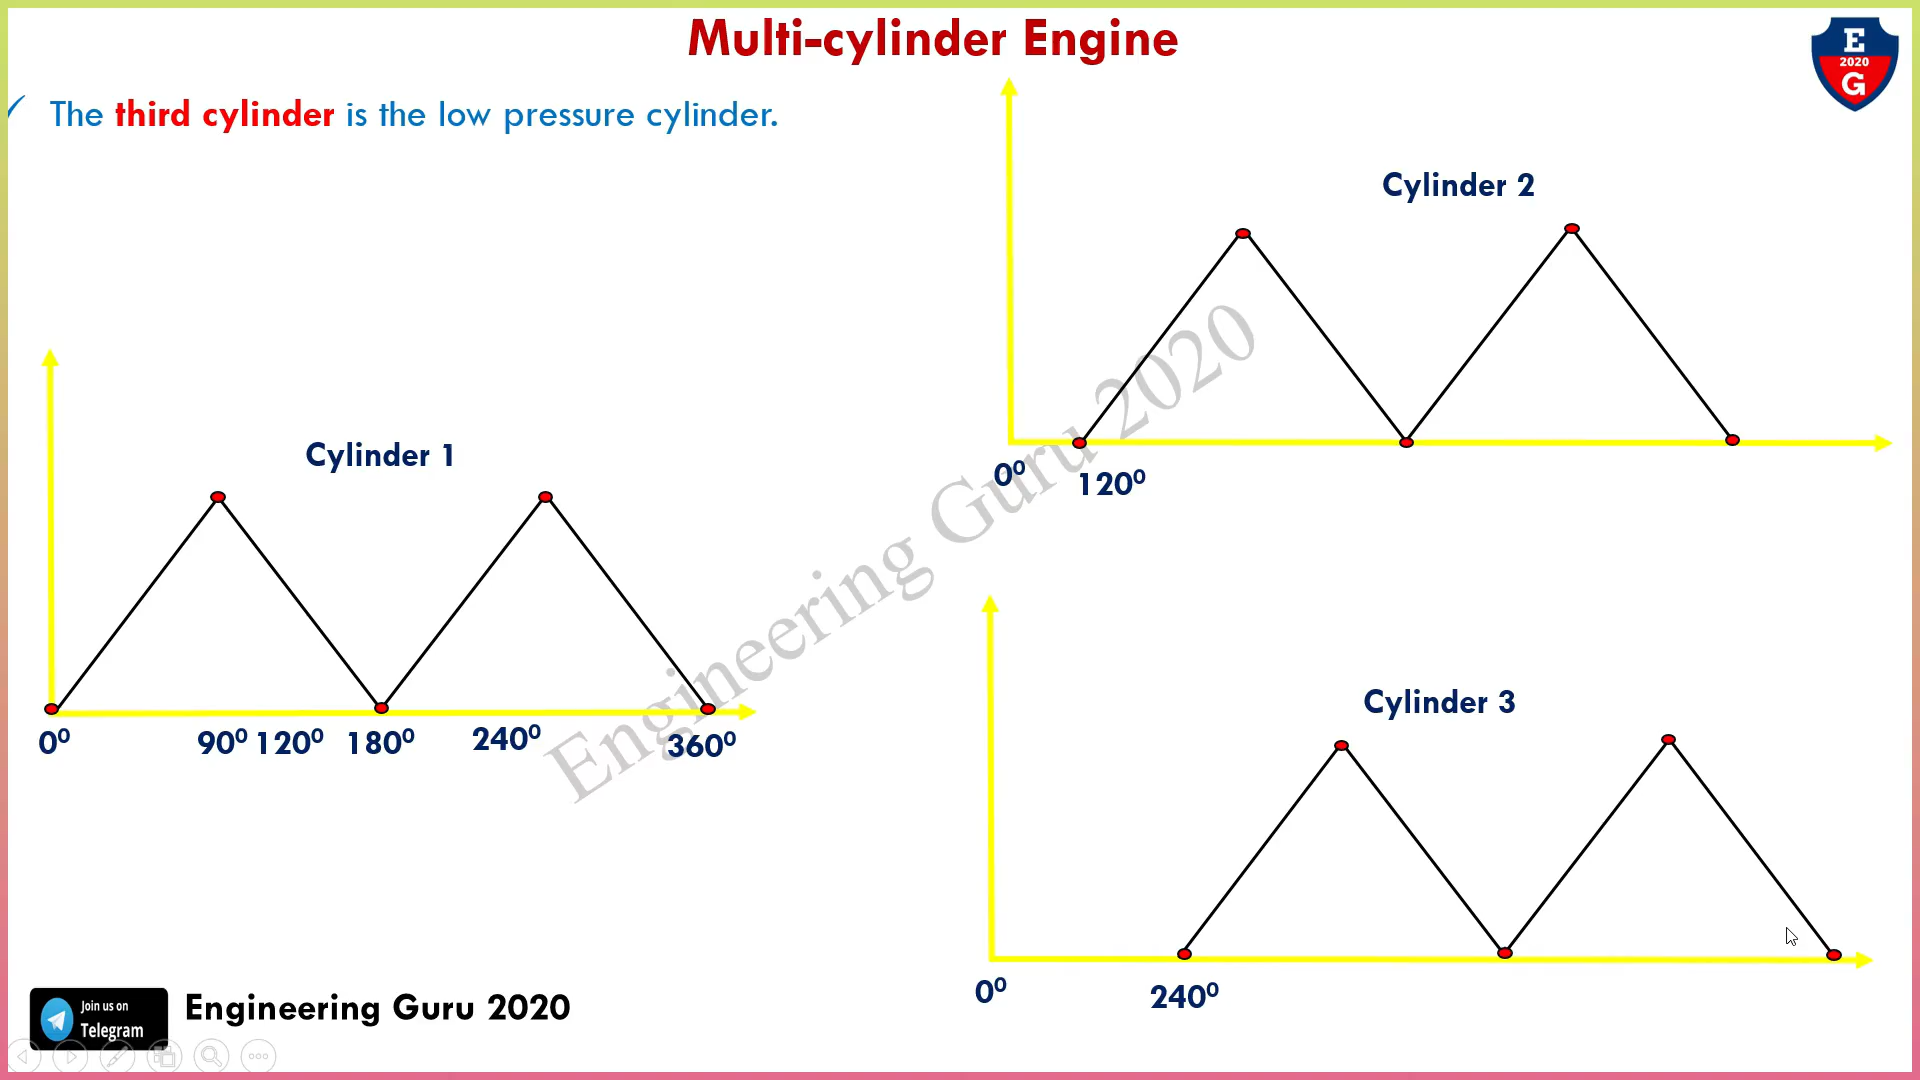 Multi-cylinder Engine
E
2020
G
The third cylinder is the low pressure cylinder.
Cylinder 2
0⁰ 120⁰
Cylinder 1
0⁰ 90⁰ 120⁰ 180⁰ 240⁰ 360⁰
Engineering Guru 2020
Cylinder 3
0⁰ 240⁰
Join us on
Telegram
Engineering Guru 2020